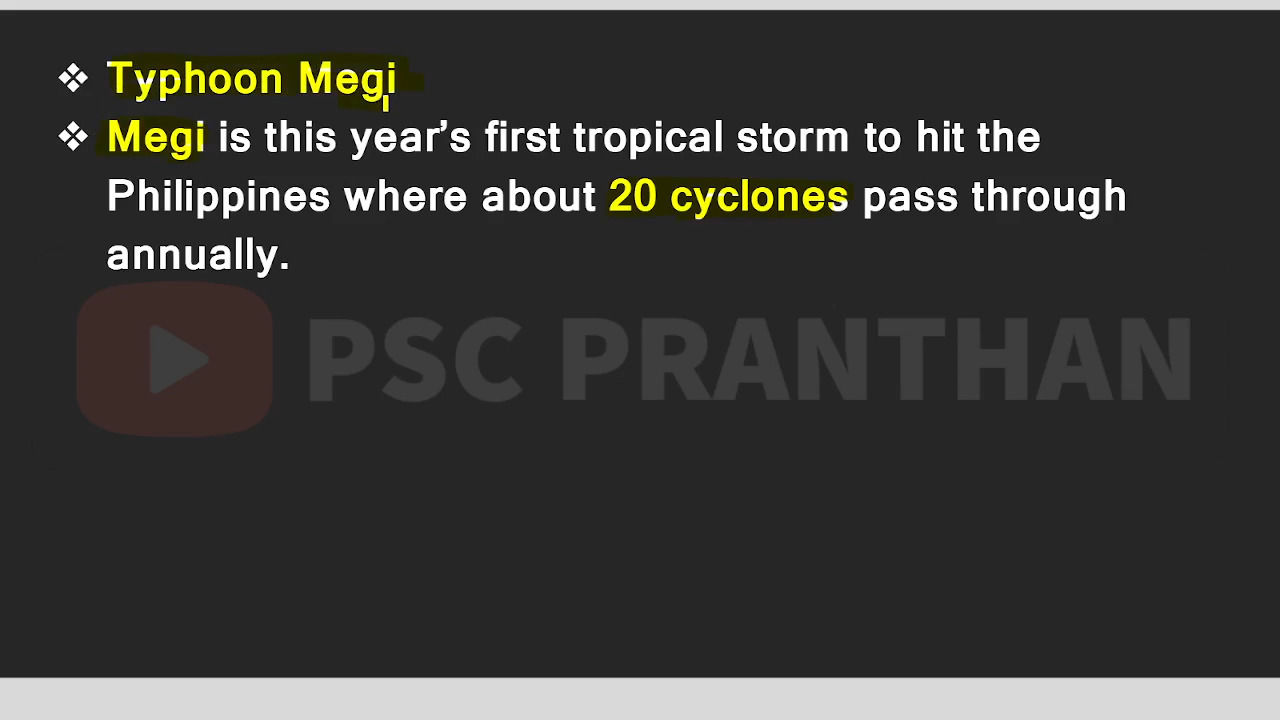 ❖ Typhoon Megi
❖ Megi is this year’s first tropical storm to hit the
Philippines where about 20 cyclones pass through
annually.
PSC PRANTHAN